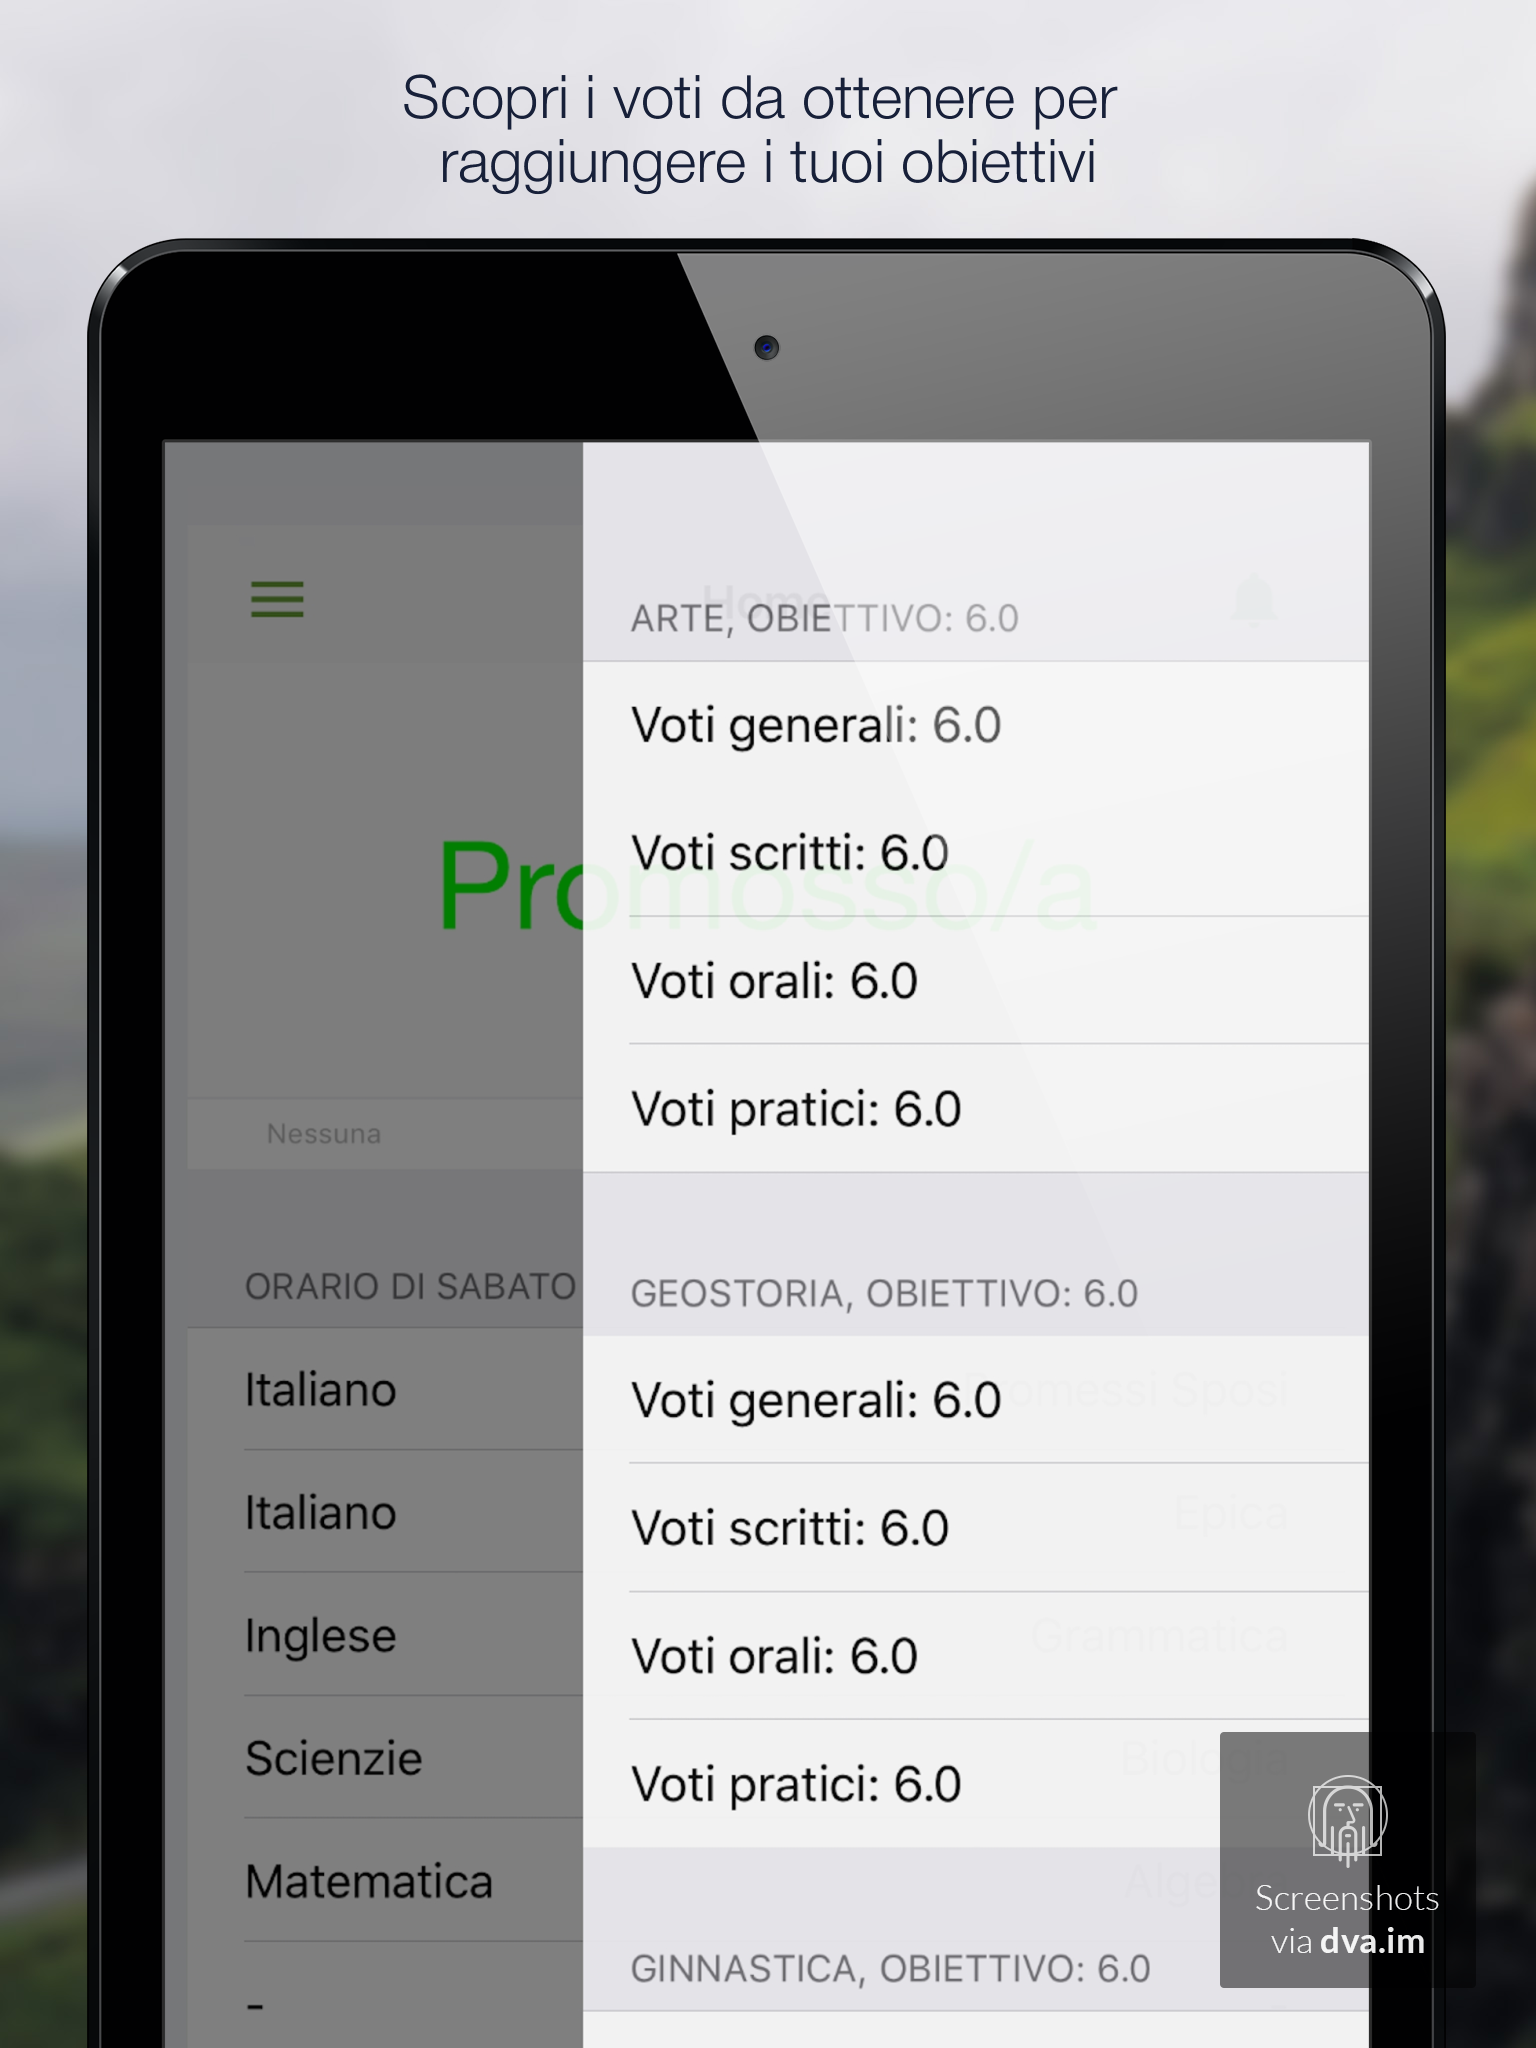 Scopri i voti da ottenere per
raggiungere i tuoi obiettivi
Home
Promosso/a
Nessuna
ORARIO DI SABATO
Italiano
Promessi Sposi
Italiano
Epica
Inglese
Grammatica
Scienzie
Biologia
Matematica
Algebra
-
ARTE, OBIETTIVO: 6.0
Voti generali: 6.0
Voti scritti: 6.0
Voti orali: 6.0
Voti pratici: 6.0
GEOSTORIA, OBIETTIVO: 6.0
Voti generali: 6.0
Voti scritti: 6.0
Voti orali: 6.0
Voti pratici: 6.0
GINNASTICA, OBIETTIVO: 6.0
Screenshots
via dva.im